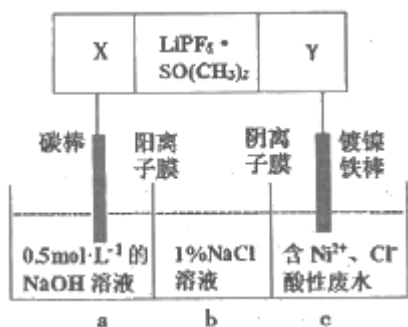 X
LiPF₆ •
SO(CH₃)₂
Y
碳棒
阳离
子膜
阴离
子膜
镀镍
铁棒
0.5mol·L⁻¹ 的
NaOH 溶液
1%NaCl
溶液
含 Ni²⁺、Cl⁻
酸性废水
a
b
c